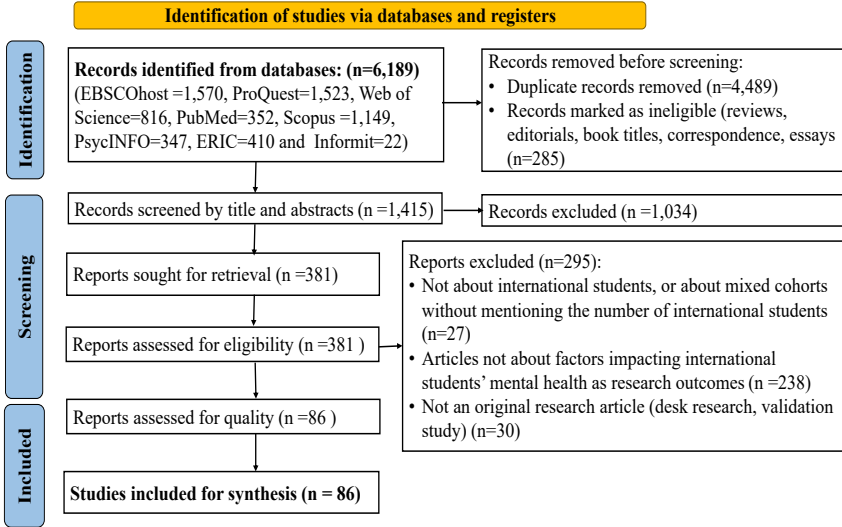 Identification of studies via databases and registers
Identification
Records identified from databases: (n=6,189)
(EBSCOhost =1,570, ProQuest=1,523, Web of
Science=816, PubMed=352, Scopus =1,149,
PsycINFO=347, ERIC=410 and Informit=22)
Records removed before screening:
• Duplicate records removed (n=4,489)
• Records marked as ineligible (reviews,
editorials, book titles, correspondence, essays
(n=285)
Screening
Records screened by title and abstracts (n =1,415)
Records excluded (n =1,034)
Reports sought for retrieval (n =381)
Reports assessed for eligibility (n =381 )
Reports excluded (n=295):
• Not about international students, or about mixed cohorts
without mentioning the number of international students
(n=27)
• Articles not about factors impacting international
students' mental health as research outcomes (n =238)
• Not an original research article (desk research, validation
study) (n=30)
Included
Reports assessed for quality (n =86 )
Studies included for synthesis (n = 86)